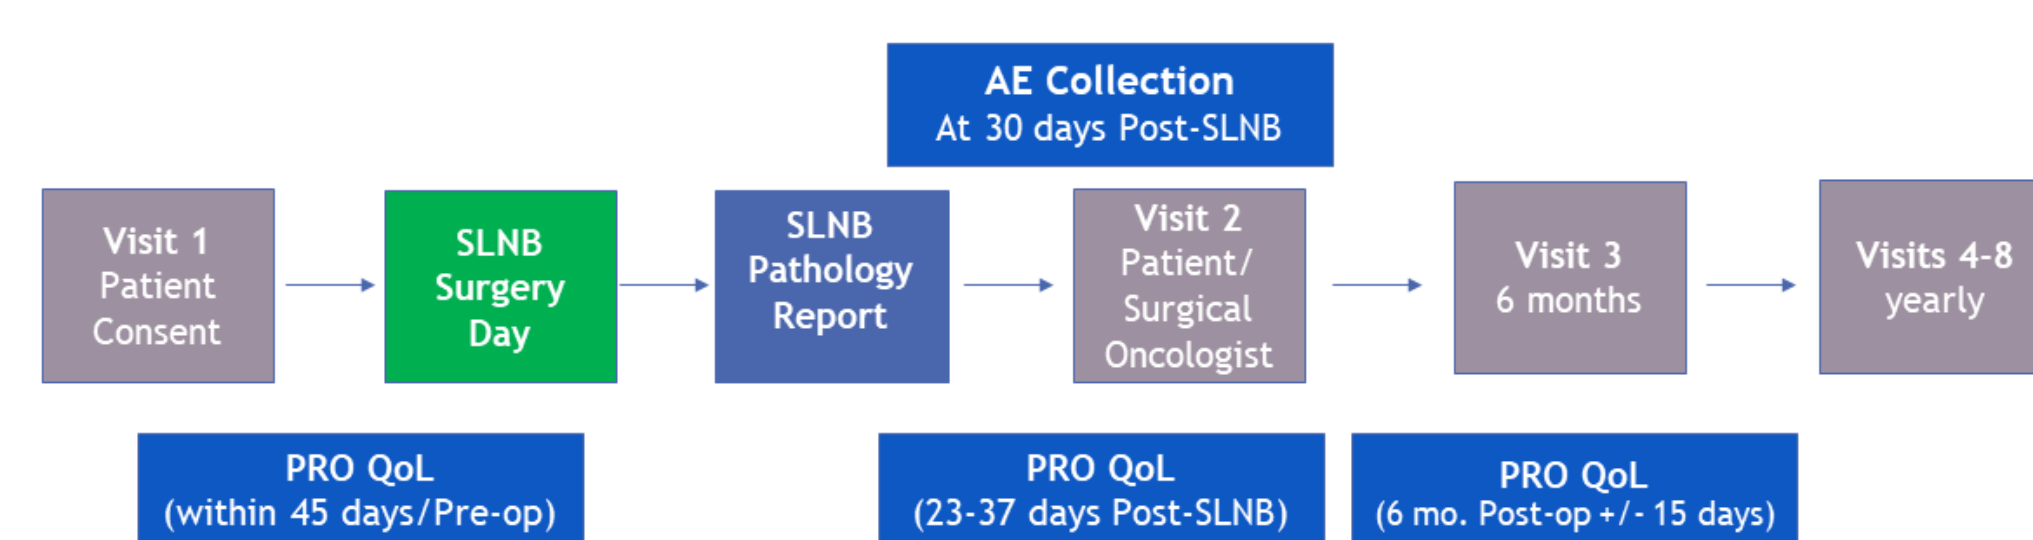 AE Collection
At 30 days Post-SLNB
Visit 1
Patient
Consent
SLNB
Surgery
Day
SLNB
Pathology
Report
Visit 2
Patient/
Surgical
Oncologist
Visit 3
6 months
Visits 4-8
yearly
PRO QoL
(within 45 days/Pre-op)
PRO QoL
(23-37 days Post-SLNB)
PRO QoL
(6 mo. Post-op +/- 15 days)